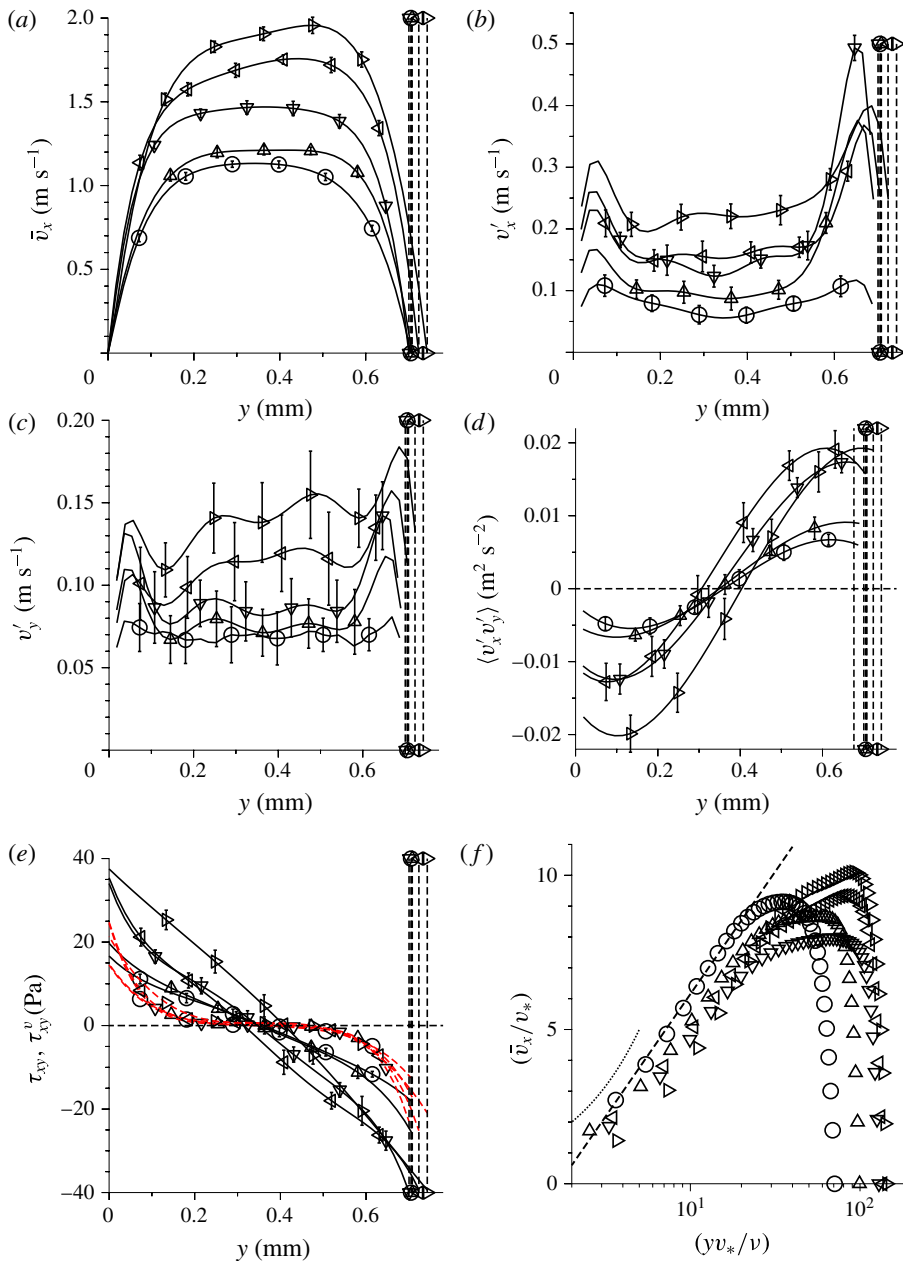 (a) (b)
2.0 0.5
1.5 0.4
1.0 0.3
0.5 0.2
0.1
v̄x (m s−1) v′x (m s−1)
0 0.2 0.4 0.6 0 0.2 0.4 0.6
y (mm) y (mm)
(c) (d)
0.20 0.02
0.15 0.01
0.10 0
0.05 −0.01
−0.02
v′y (m s−1) ⟨v′x v′y⟩ (m2 s−2)
0 0.2 0.4 0.6 0 0.2 0.4 0.6
y (mm) y (mm)
(e) (f)
40 10
20 5
0 0
−20
−40
τxy, τvxy(Pa) (v̄x/v*)
0 0.2 0.4 0.6 101 102
y (mm) (yv*/ν)